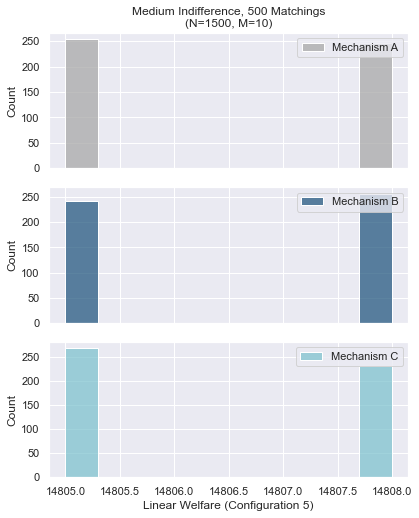 Medium Indifference, 500 Matchings
(N=1500, M=10)
250
200
150
100
50
0
Count
Mechanism A
250
200
150
100
50
0
Count
Mechanism B
250
200
150
100
50
0
Count
Mechanism C
14805.0 14805.5 14806.0 14806.5 14807.0 14807.5 14808.0
Linear Welfare (Configuration 5)